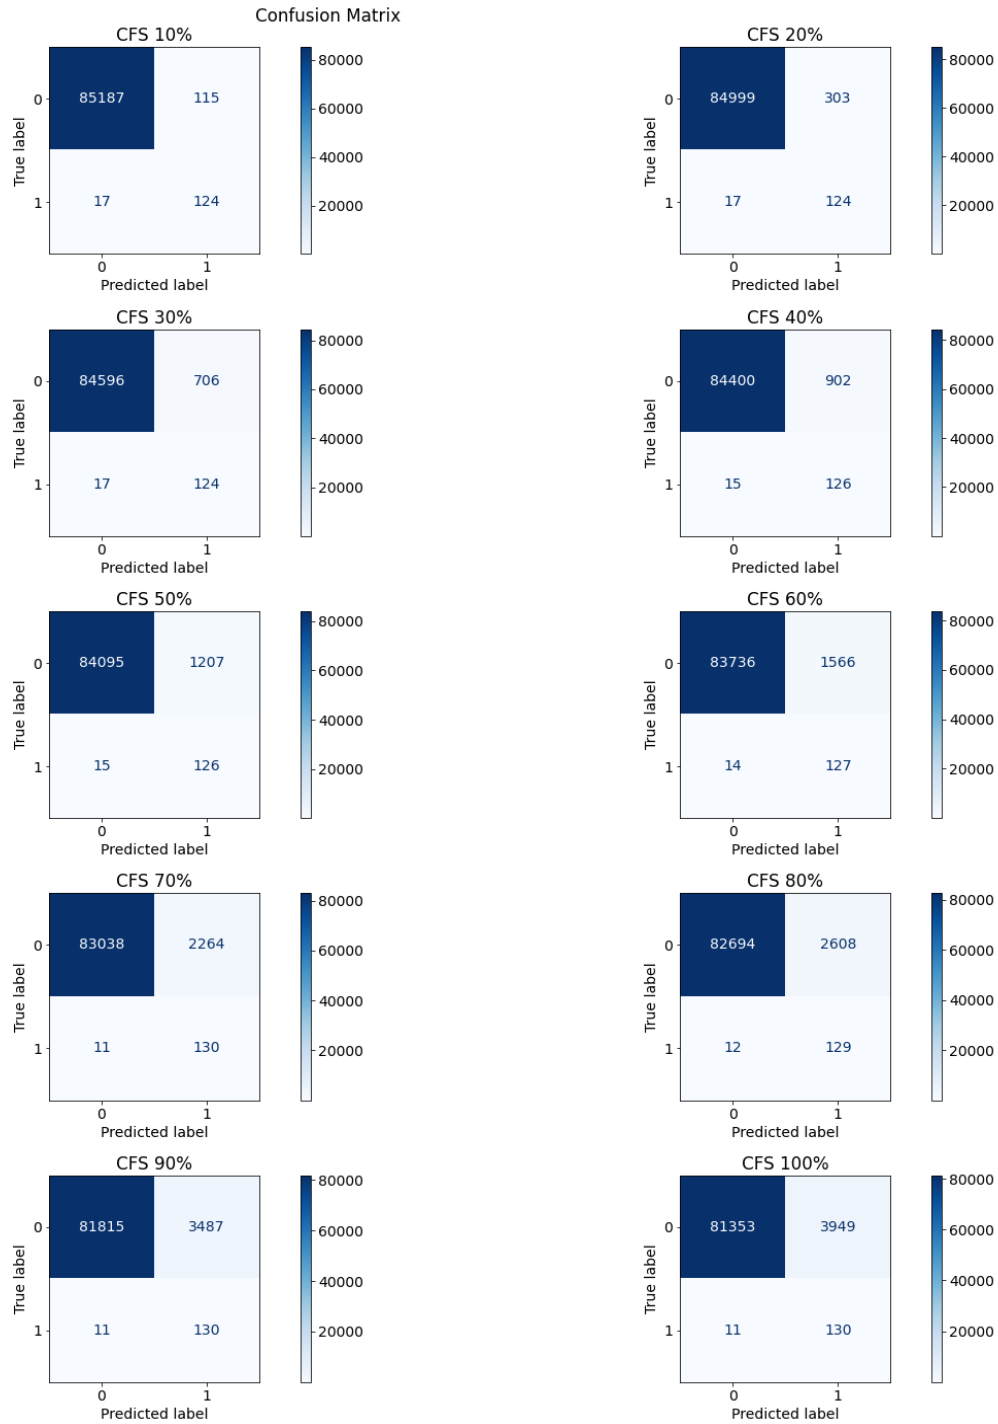 Confusion Matrix
CFS 10%
85187 115
17 124
0
1
0 1
True label
Predicted label
80000
60000
40000
20000
CFS 20%
84999 303
17 124
0
1
0 1
True label
Predicted label
80000
60000
40000
20000
CFS 30%
84596 706
17 124
0
1
0 1
True label
Predicted label
80000
60000
40000
20000
CFS 40%
84400 902
15 126
0
1
0 1
True label
Predicted label
80000
60000
40000
20000
CFS 50%
84095 1207
15 126
0
1
0 1
True label
Predicted label
80000
60000
40000
20000
CFS 60%
83736 1566
14 127
0
1
0 1
True label
Predicted label
80000
60000
40000
20000
CFS 70%
83038 2264
11 130
0
1
0 1
True label
Predicted label
80000
60000
40000
20000
CFS 80%
82694 2608
12 129
0
1
0 1
True label
Predicted label
80000
60000
40000
20000
CFS 90%
81815 3487
11 130
0
1
0 1
True label
Predicted label
80000
60000
40000
20000
CFS 100%
81353 3949
11 130
0
1
0 1
True label
Predicted label
80000
60000
40000
20000